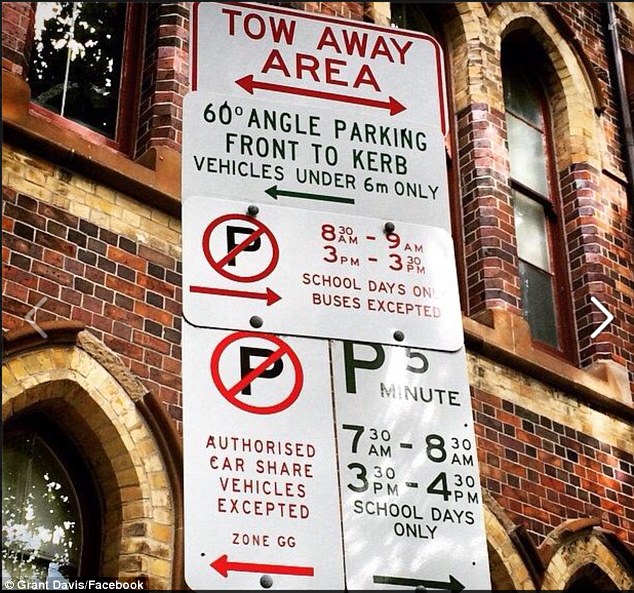 TOW AWAY
AREA
60° ANGLE PARKING
FRONT TO KERB
VEHICLES UNDER 6m ONLY
P
8 30 AM - 9 AM
3 PM - 3 30 PM
SCHOOL DAYS ONLY
BUSES EXCEPTED
P
AUTHORISED
CAR SHARE
VEHICLES
EXCEPTED
ZONE GG
P 5
MINUTE
7 30 AM - 8 30 AM
3 30 PM - 4 30 PM
SCHOOL DAYS
ONLY
© Grant Davis/Facebook